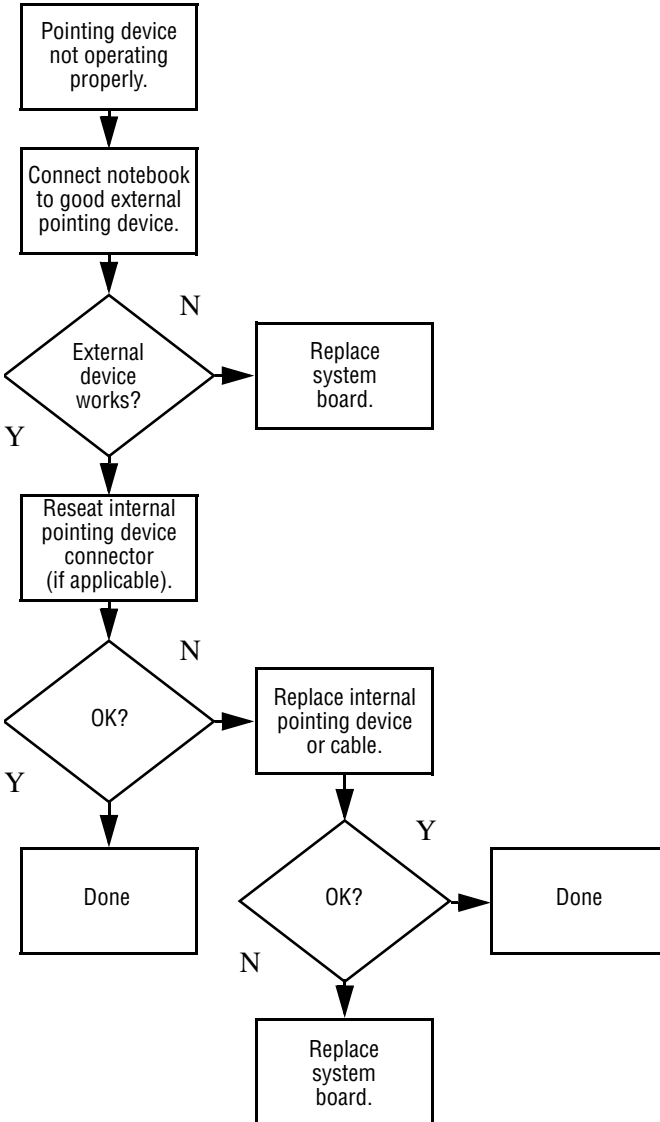 Pointing device
not operating
properly.
Connect notebook
to good external
pointing device.
N
External
device
works?
Replace
system
board.
Y
Reseat internal
pointing device
connector
(if applicable).
N
OK?
Replace internal
pointing device
or cable.
Y
Y
Done
OK?
Done
N
Replace
system
board.